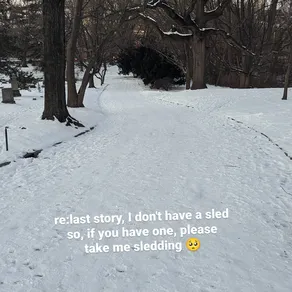 re:last story, I don't have a sled
so, if you have one, please
take me sledding 🥺